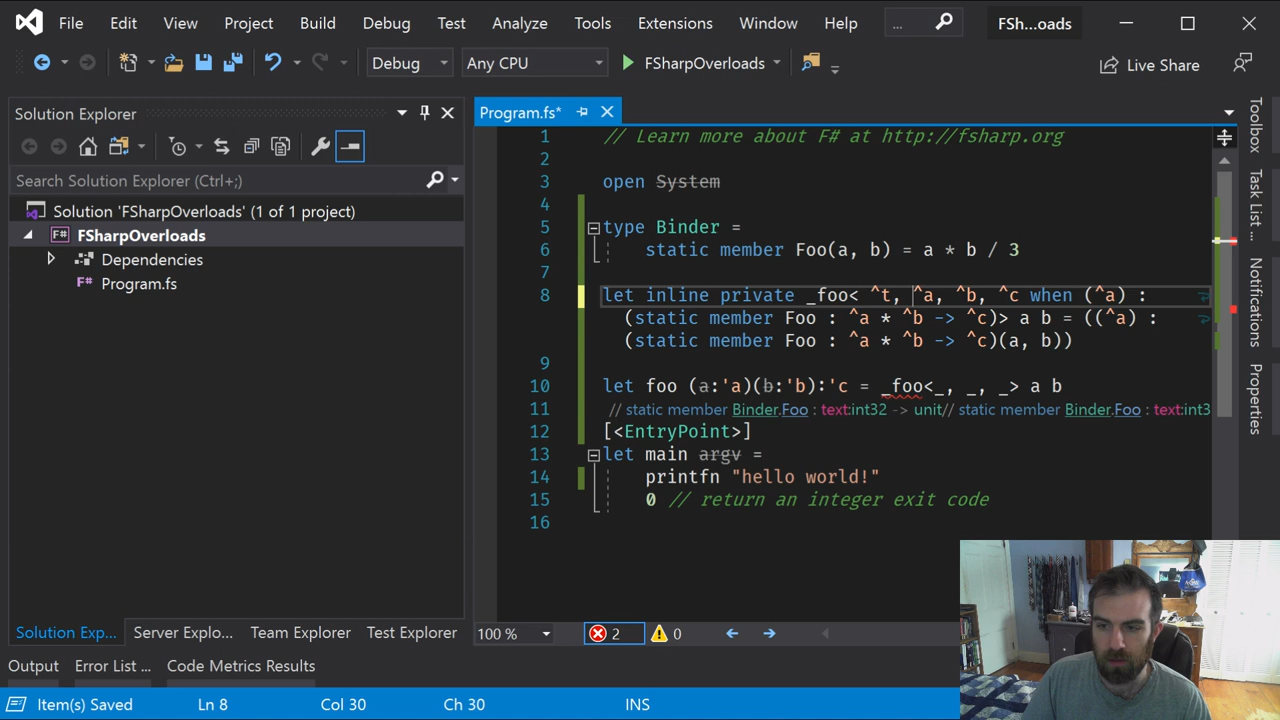 File Edit View Project Build Debug Test Analyze Tools Extensions Window Help ... FSh...oads
Debug Any CPU FSharpOverloads Live Share
Solution Explorer
Search Solution Explorer (Ctrl+;)
Solution 'FSharpOverloads' (1 of 1 project)
FSharpOverloads
Dependencies
F# Program.fs
Program.fs*
1 // Learn more about F# at http://fsharp.org
2
3 open System
4
5 type Binder =
6 static member Foo(a, b) = a * b / 3
7
8 let inline private _foo< ^t, ^a, ^b, ^c when (^a) :
(static member Foo : ^a * ^b -> ^c)> a b = ((^a) :
(static member Foo : ^a * ^b -> ^c)(a, b))
9
10 let foo (a:'a)(b:'b):'c = _foo<_, _, _> a b
11 // static member Binder.Foo : text:int32 -> unit// static member Binder.Foo : text:int3
12 [<EntryPoint>]
13 let main argv =
14 printfn "hello world!"
15 0 // return an integer exit code
16
Toolbox
Task List ...
Notifications
Properties
Solution Exp... Server Explo... Team Explorer Test Explorer
100 % 2 0
Output Error List ... Code Metrics Results
Item(s) Saved Ln 8 Col 30 Ch 30 INS